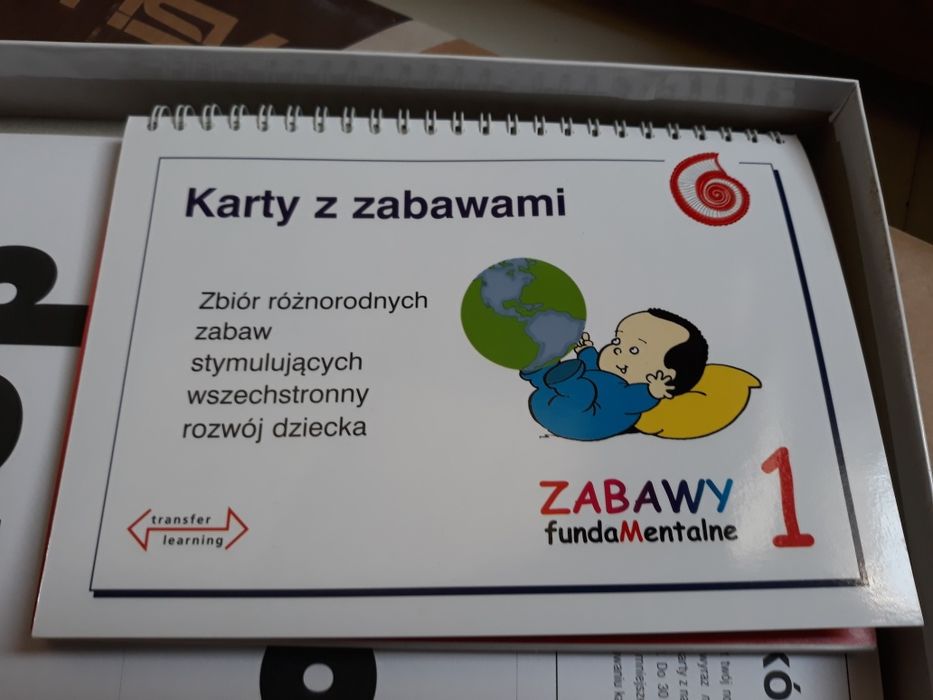 Karty z zabawami
Zbiór różnorodnych
zabaw
stymulujących
wszechstronny
rozwój dziecka
transfer
learning
ZABAWY
fundaMentalne
1